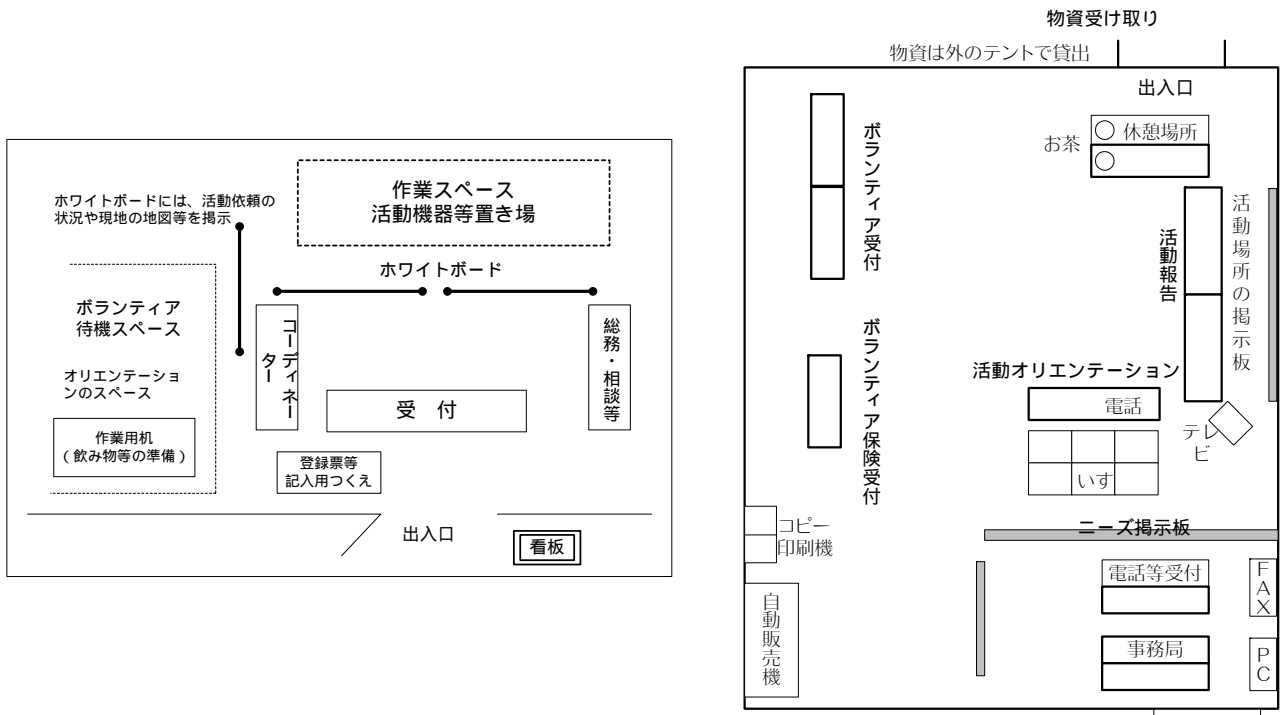 ホワイトボードには、活動依頼の
状況や現地の地図等を掲示
作業スペース
活動機器等置き場
ホワイトボード
ボランティア
待機スペース
オリエンテーショ
ンのスペース
作業用机
(飲み物等の準備)
コーディネー
ター
受 付
総務・相談等
登録票等
記入用つくえ
出入口
看板
物資受け取り
物資は外のテントで貸出
出入口
ボランティア受付
お茶
休憩場所
活動報告
活動場所の掲示板
ボランティア保険受付
活動オリエンテーション
電話
テレ
ビ
いす
コピー
印刷機
ニーズ掲示板
自動販売機
電話等受付
FAX
事務局
PC